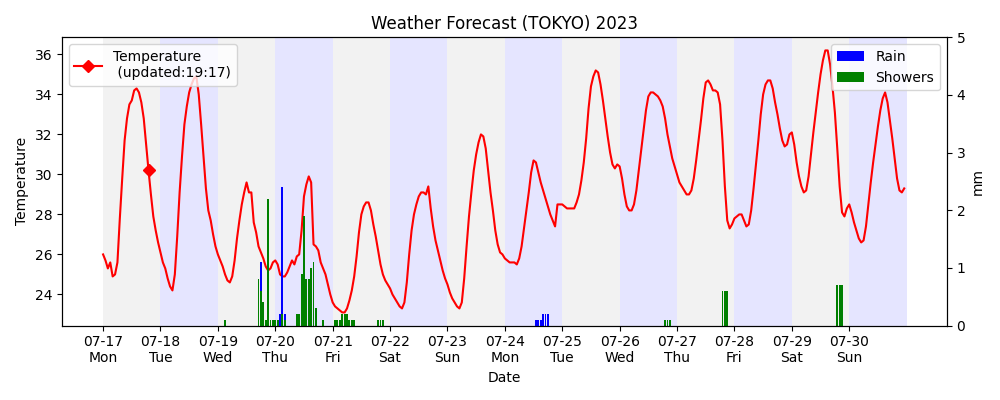 Weather Forecast (TOKYO) 2023
Temperature
(updated:19:17)
Rain
Showers
Temperature
36
34
32
30
28
26
24
5
4
3
2
1
0
mm
07-17 07-18 07-19 07-20 07-21 07-22 07-23 07-24 07-25 07-26 07-27 07-28 07-29 07-30
Mon Tue Wed Thu Fri Sat Sun Mon Tue Wed Thu Fri Sat Sun
Date